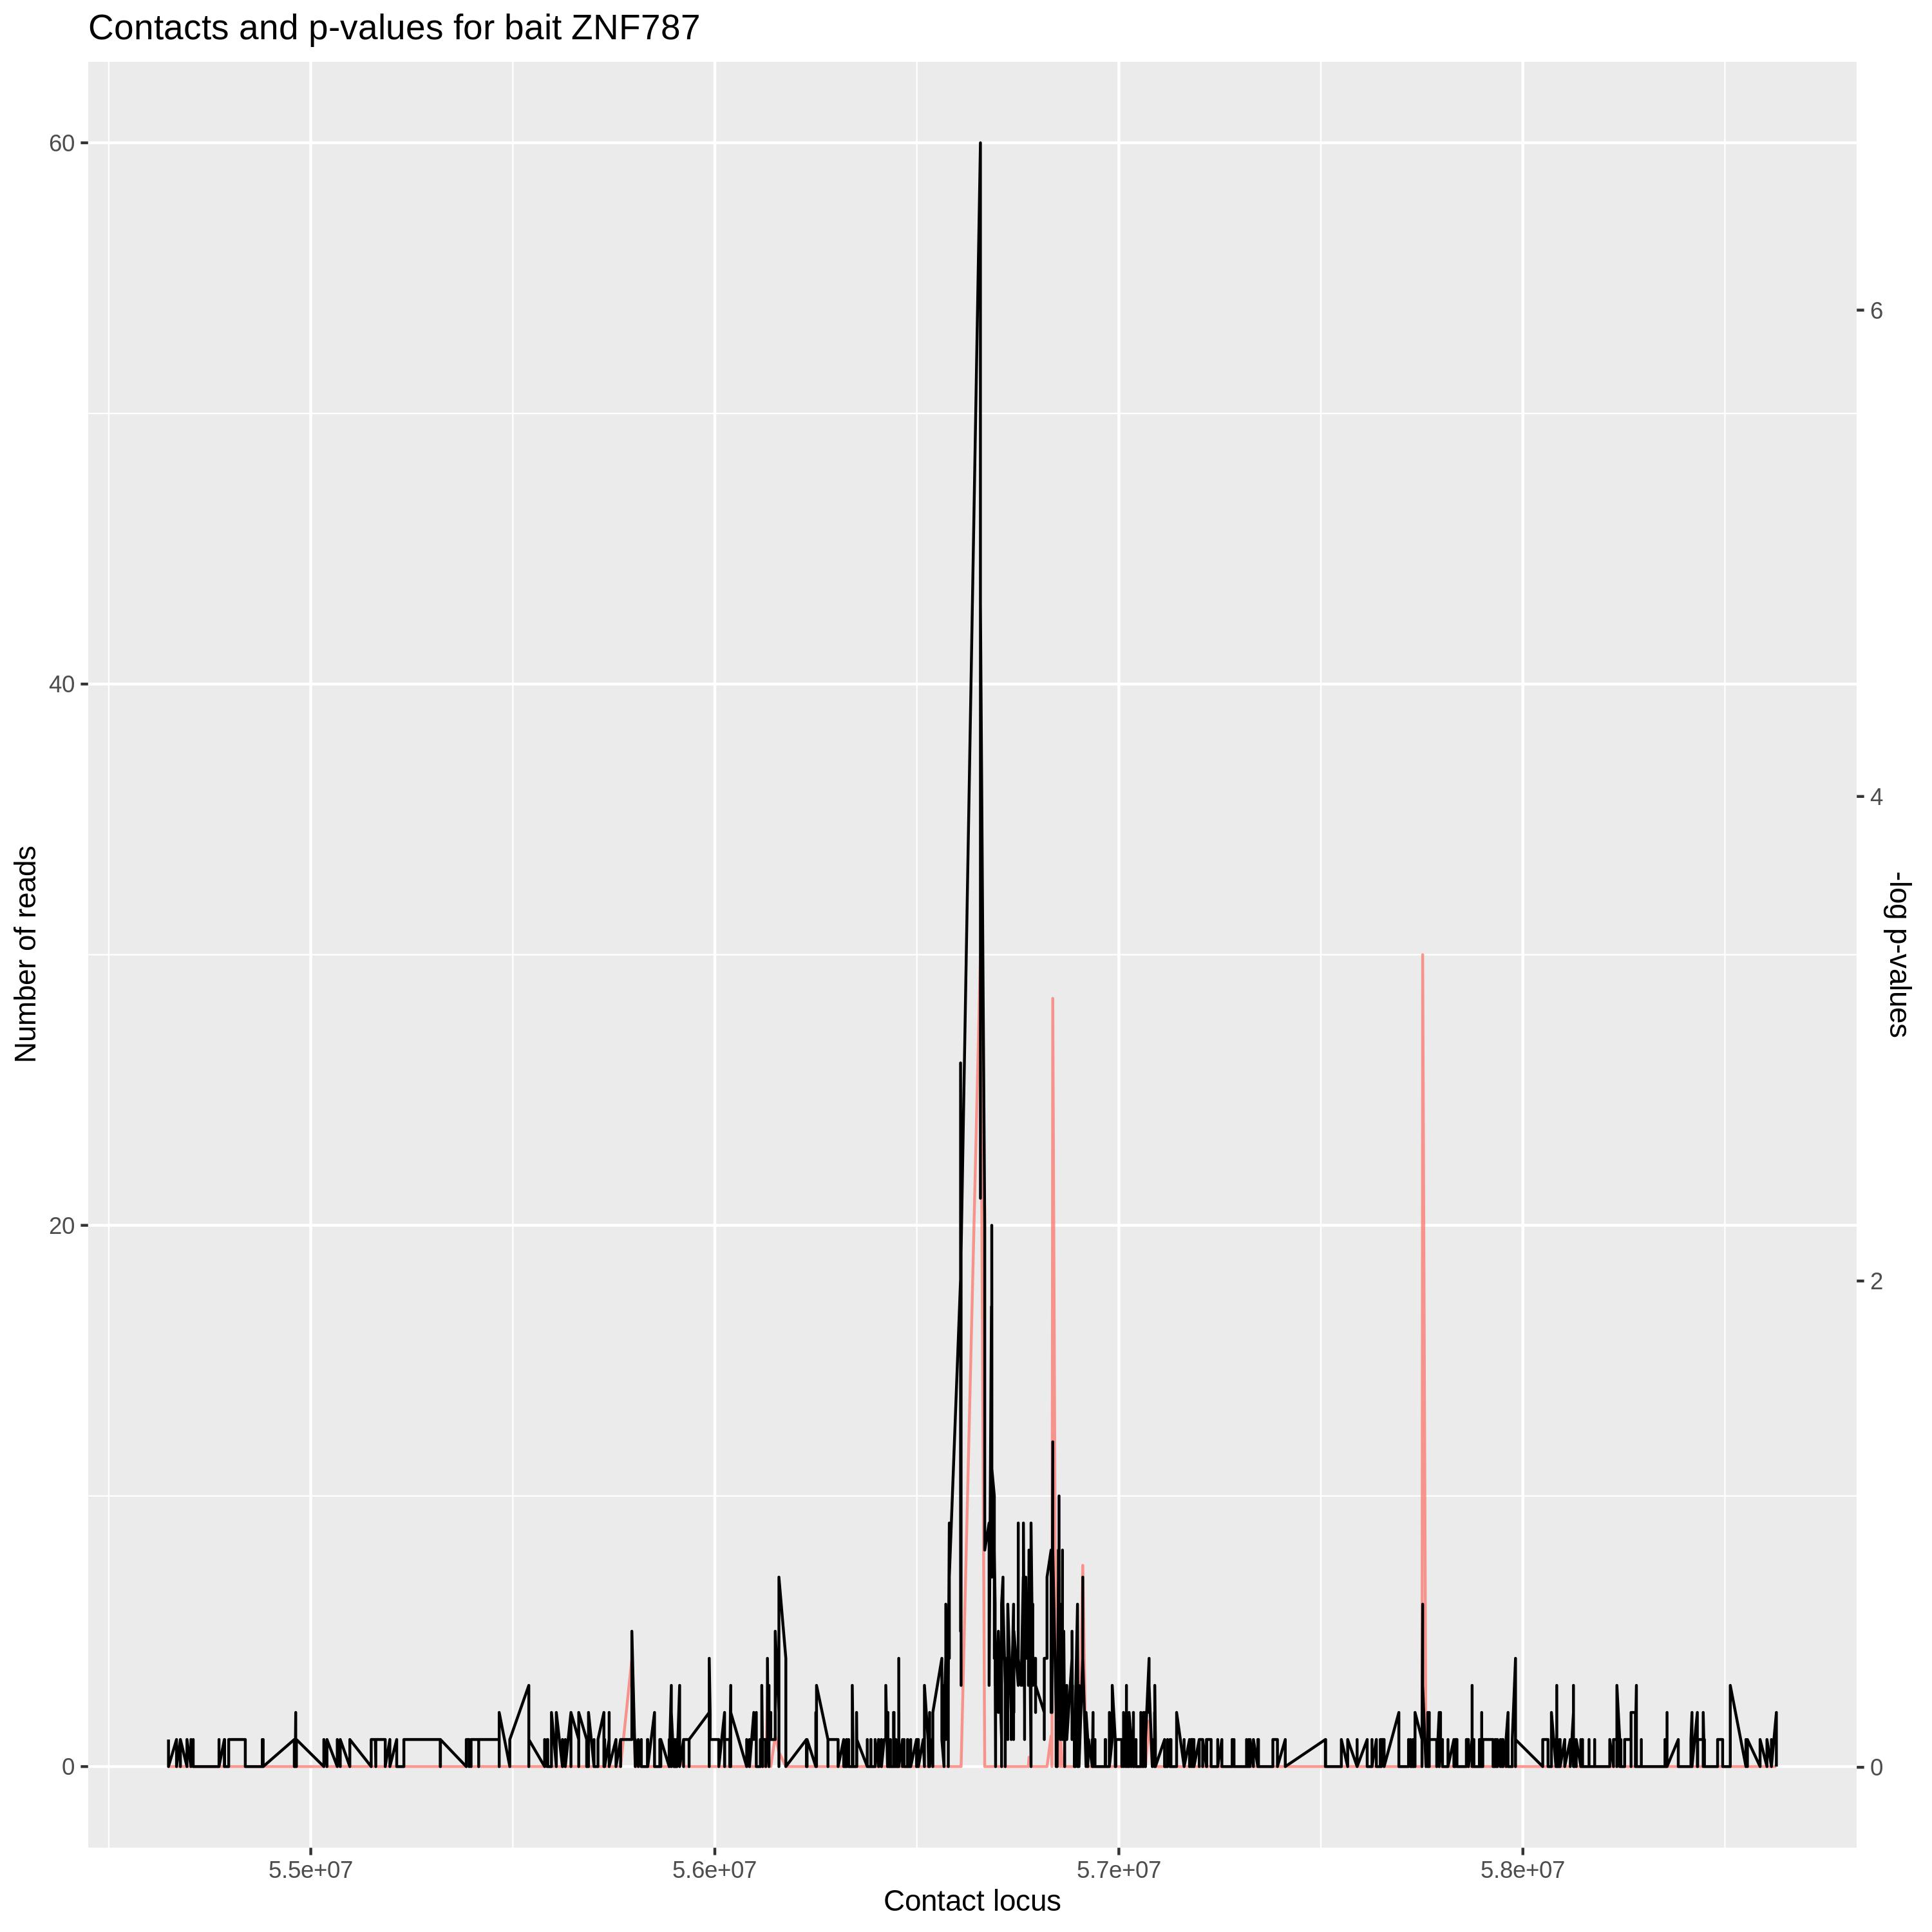 Contacts and p-values for bait ZNF787
60
40
20
0
6
4
2
0
Number of reads
-log p-values
5.5e+07 5.6e+07 5.7e+07 5.8e+07
Contact locus